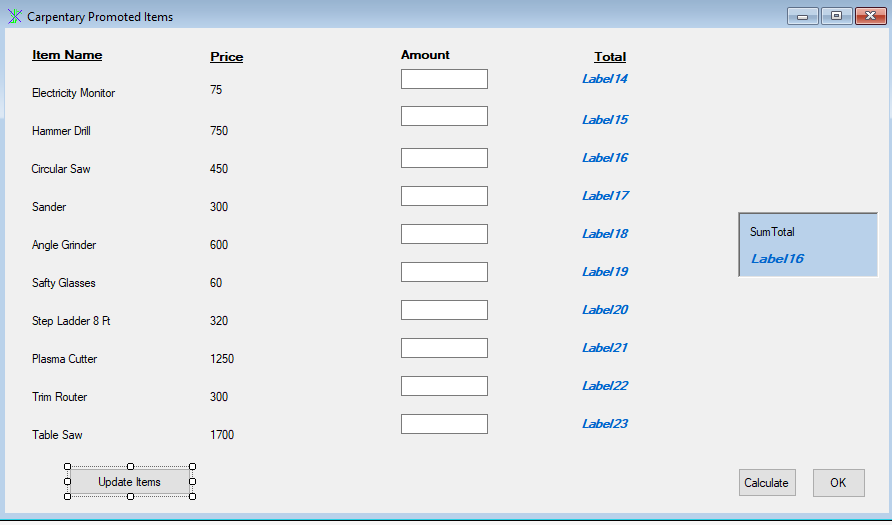 Carpentary Promoted Items
Item Name Price Amount Total
Electricity Monitor 75 Label14
Hammer Drill 750 Label15
Circular Saw 450 Label16
Sander 300 Label17
Angle Grinder 600 Label18
SumTotal
Label16
Safty Glasses 60 Label19
Step Ladder 8 Ft 320 Label20
Plasma Cutter 1250 Label21
Trim Router 300 Label22
Table Saw 1700 Label23
Update Items Calculate OK